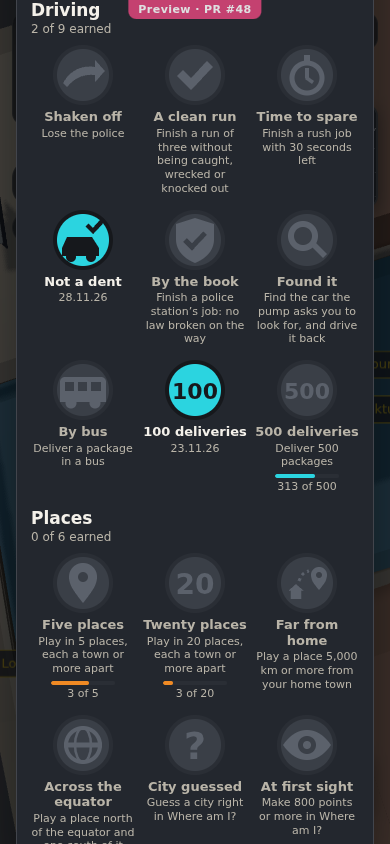 Driving
Preview · PR #48
2 of 9 earned
Shaken off
Lose the police
A clean run
Finish a run of
three without
being caught,
wrecked or
knocked out
Time to spare
Finish a rush job
with 30 seconds
left
Not a dent
28.11.26
By the book
Finish a police
station's job: no
law broken on the
way
Found it
Find the car the
pump asks you to
look for, and drive
it back
By bus
Deliver a package
in a bus
100
100 deliveries
23.11.26
500
500 deliveries
Deliver 500
packages
313 of 500
Places
0 of 6 earned
Five places
Play in 5 places,
each a town or
more apart
3 of 5
20
Twenty places
Play in 20 places,
each a town or
more apart
3 of 20
Far from
home
Play a place 5,000
km or more from
your home town
Across the
equator
Play a place north
of the equator and
one south of it
?
City guessed
Guess a city right
in Where am I?
At first sight
Make 800 points
or more in Where
am I?